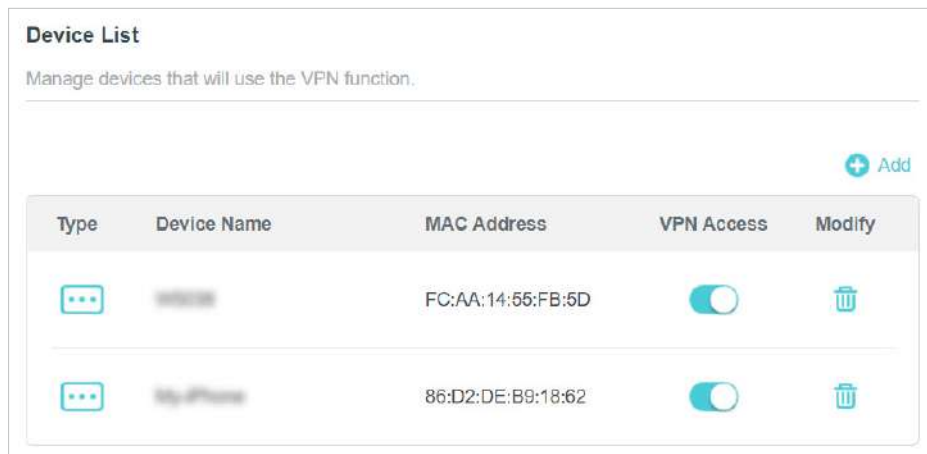 Device List
Manage devices that will use the VPN function.
Add
Type Device Name MAC Address VPN Access Modify
FC:AA:14:55:FB:5D
86:D2:DE:B9:18:62